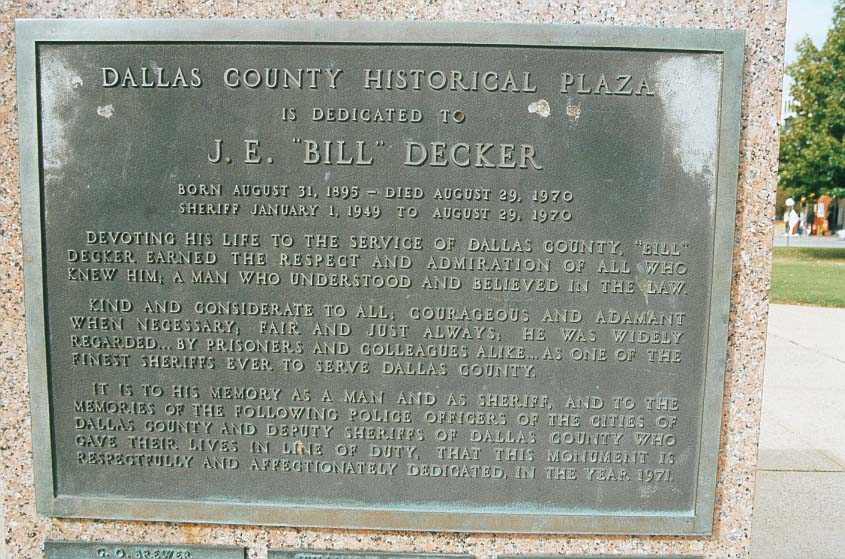 DALLAS COUNTY HISTORICAL PLAZA
IS DEDICATED TO
J. E. "BILL" DECKER
BORN AUGUST 31, 1895 – DIED AUGUST 29, 1970
SHERIFF JANUARY 1, 1949 TO AUGUST 29, 1970
DEVOTING HIS LIFE TO THE SERVICE OF DALLAS COUNTY, "BILL"
DECKER EARNED THE RESPECT AND ADMIRATION OF ALL WHO
KNEW HIM; A MAN WHO UNDERSTOOD AND BELIEVED IN THE LAW.
KIND AND CONSIDERATE TO ALL; COURAGEOUS AND ADAMANT
WHEN NECESSARY; FAIR AND JUST ALWAYS; HE WAS WIDELY
REGARDED... BY PRISONERS AND COLLEAGUES ALIKE... AS ONE OF THE
FINEST SHERIFFS EVER TO SERVE DALLAS COUNTY.
IT IS TO HIS MEMORY AS A MAN AND AS SHERIFF, AND TO THE
MEMORIES OF THE FOLLOWING POLICE OFFICERS OF THE CITIES OF
DALLAS COUNTY AND DEPUTY SHERIFFS OF DALLAS COUNTY WHO
GAVE THEIR LIVES IN LINE OF DUTY, THAT THIS MONUMENT IS
RESPECTFULLY AND AFFECTIONATELY DEDICATED, IN THE YEAR 1971.
G. O. BREWER